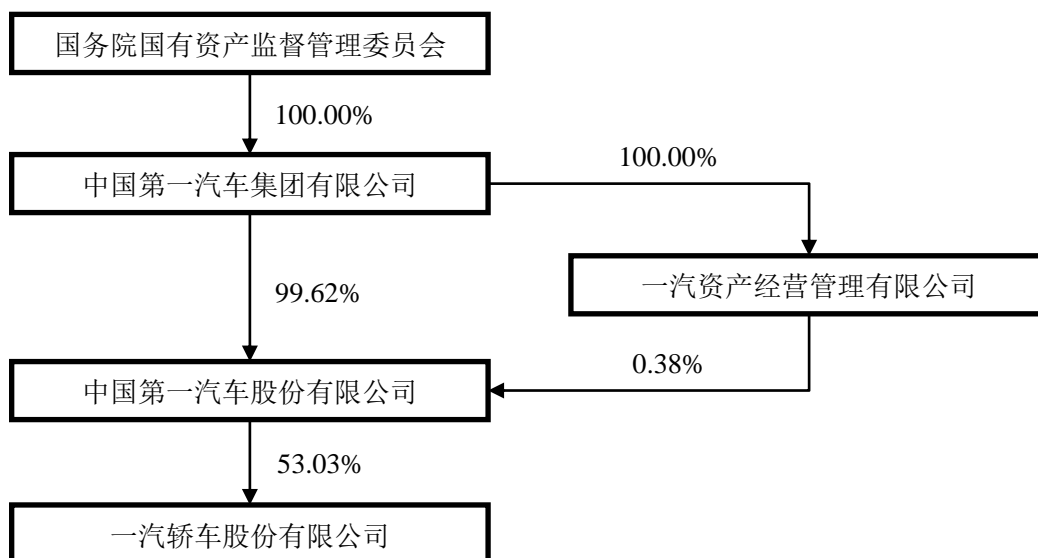 国务院国有资产监督管理委员会
100.00%
中国第一汽车集团有限公司
100.00%
一汽资产经营管理有限公司
99.62%
0.38%
中国第一汽车股份有限公司
53.03%
一汽轿车股份有限公司